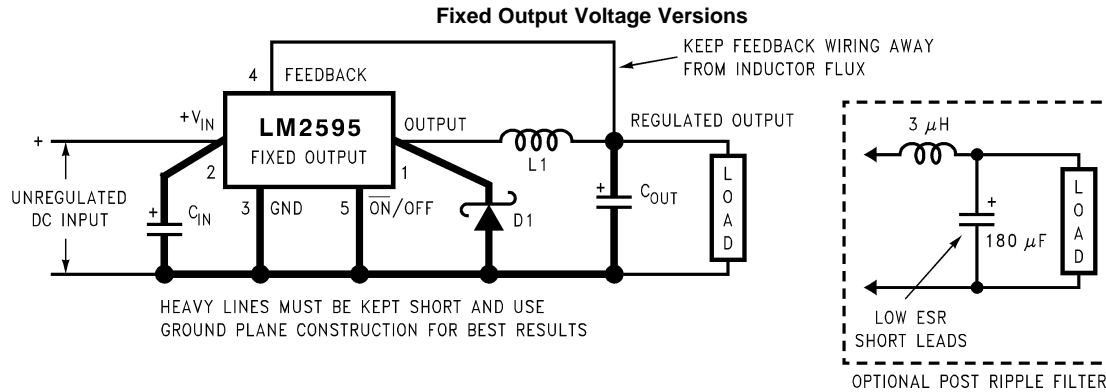 Fixed Output Voltage Versions
KEEP FEEDBACK WIRING AWAY
FROM INDUCTOR FLUX
4 FEEDBACK
+VIN
LM2595
FIXED OUTPUT
OUTPUT
2
1
L1
REGULATED OUTPUT
+
UNREGULATED
DC INPUT
+
CIN
3 GND
5 ON/OFF
D1
+
COUT
LOAD
HEAVY LINES MUST BE KEPT SHORT AND USE
GROUND PLANE CONSTRUCTION FOR BEST RESULTS
3 μH
+
180 μF
LOAD
LOW ESR
SHORT LEADS
OPTIONAL POST RIPPLE FILTER